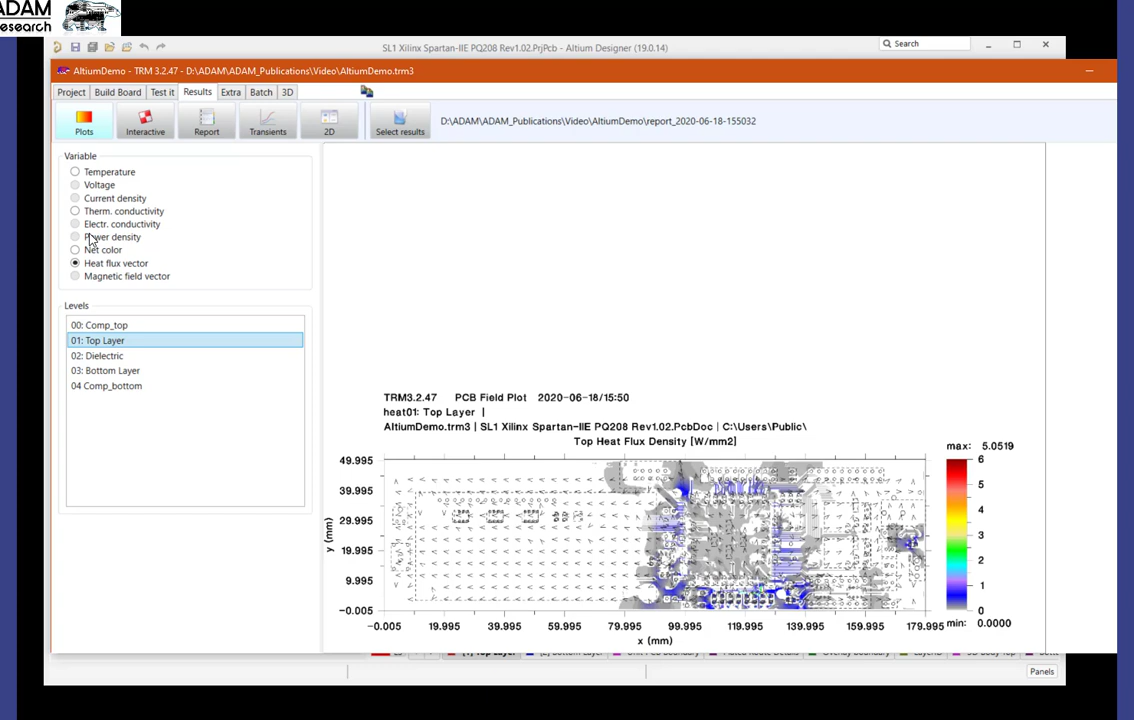 ADAM
esearch
SL1 Xilinx Spartan-IIE PQ208 Rev1.02.PrjPcb - Altium Designer (19.0.14)
Search
AltiumDemo - TRM 3.2.47 - D:\ADAM\ADAM_Publications\Video\AltiumDemo.trm3
Project Build Board Test it Results Extra Batch 3D
Plots Interactive Report Transients 2D Select results
D:\ADAM\ADAM_Publications\Video\AltiumDemo\report_2020-06-18-155032
Variable
Temperature
Voltage
Current density
Therm. conductivity
Electr. conductivity
Power density
Net color
Heat flux vector
Magnetic field vector
Levels
00: Comp_top
01: Top Layer
02: Dielectric
03: Bottom Layer
04 Comp_bottom
TRM3.2.47 PCB Field Plot 2020-06-18/15:50
heat01: Top Layer |
AltiumDemo.trm3 | SL1 Xilinx Spartan-IIE PQ208 Rev1.02.PcbDoc | C:\Users\Public\
Top Heat Flux Density [W/mm2]
max: 5.0519
49.995
39.995
29.995
19.995
9.995
-0.005
y (mm)
6
5
4
3
2
1
0
min: 0.0000
-0.005 19.995 39.995 59.995 79.995 99.995 119.995 139.995 159.995 179.995
x (mm)
Panels